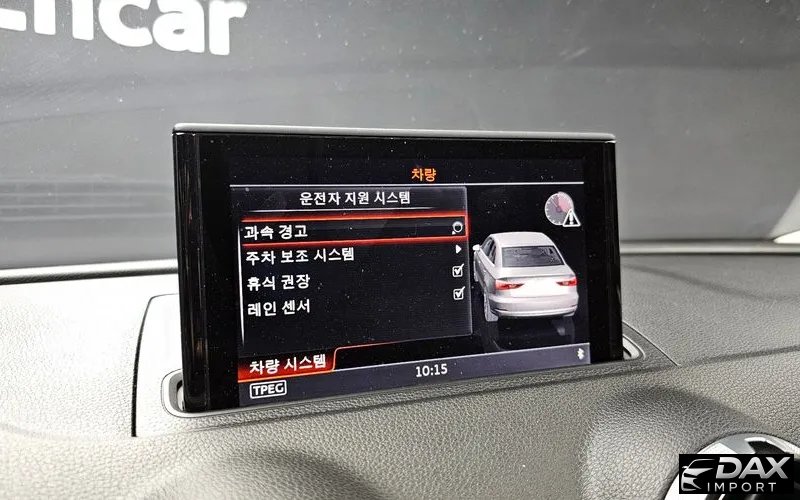 Encar
차량
운전자 지원 시스템
과속 경고
주차 보조 시스템
휴식 권장
레인 센서
차량 시스템
TPEG
10:15
DAX
IMPORT